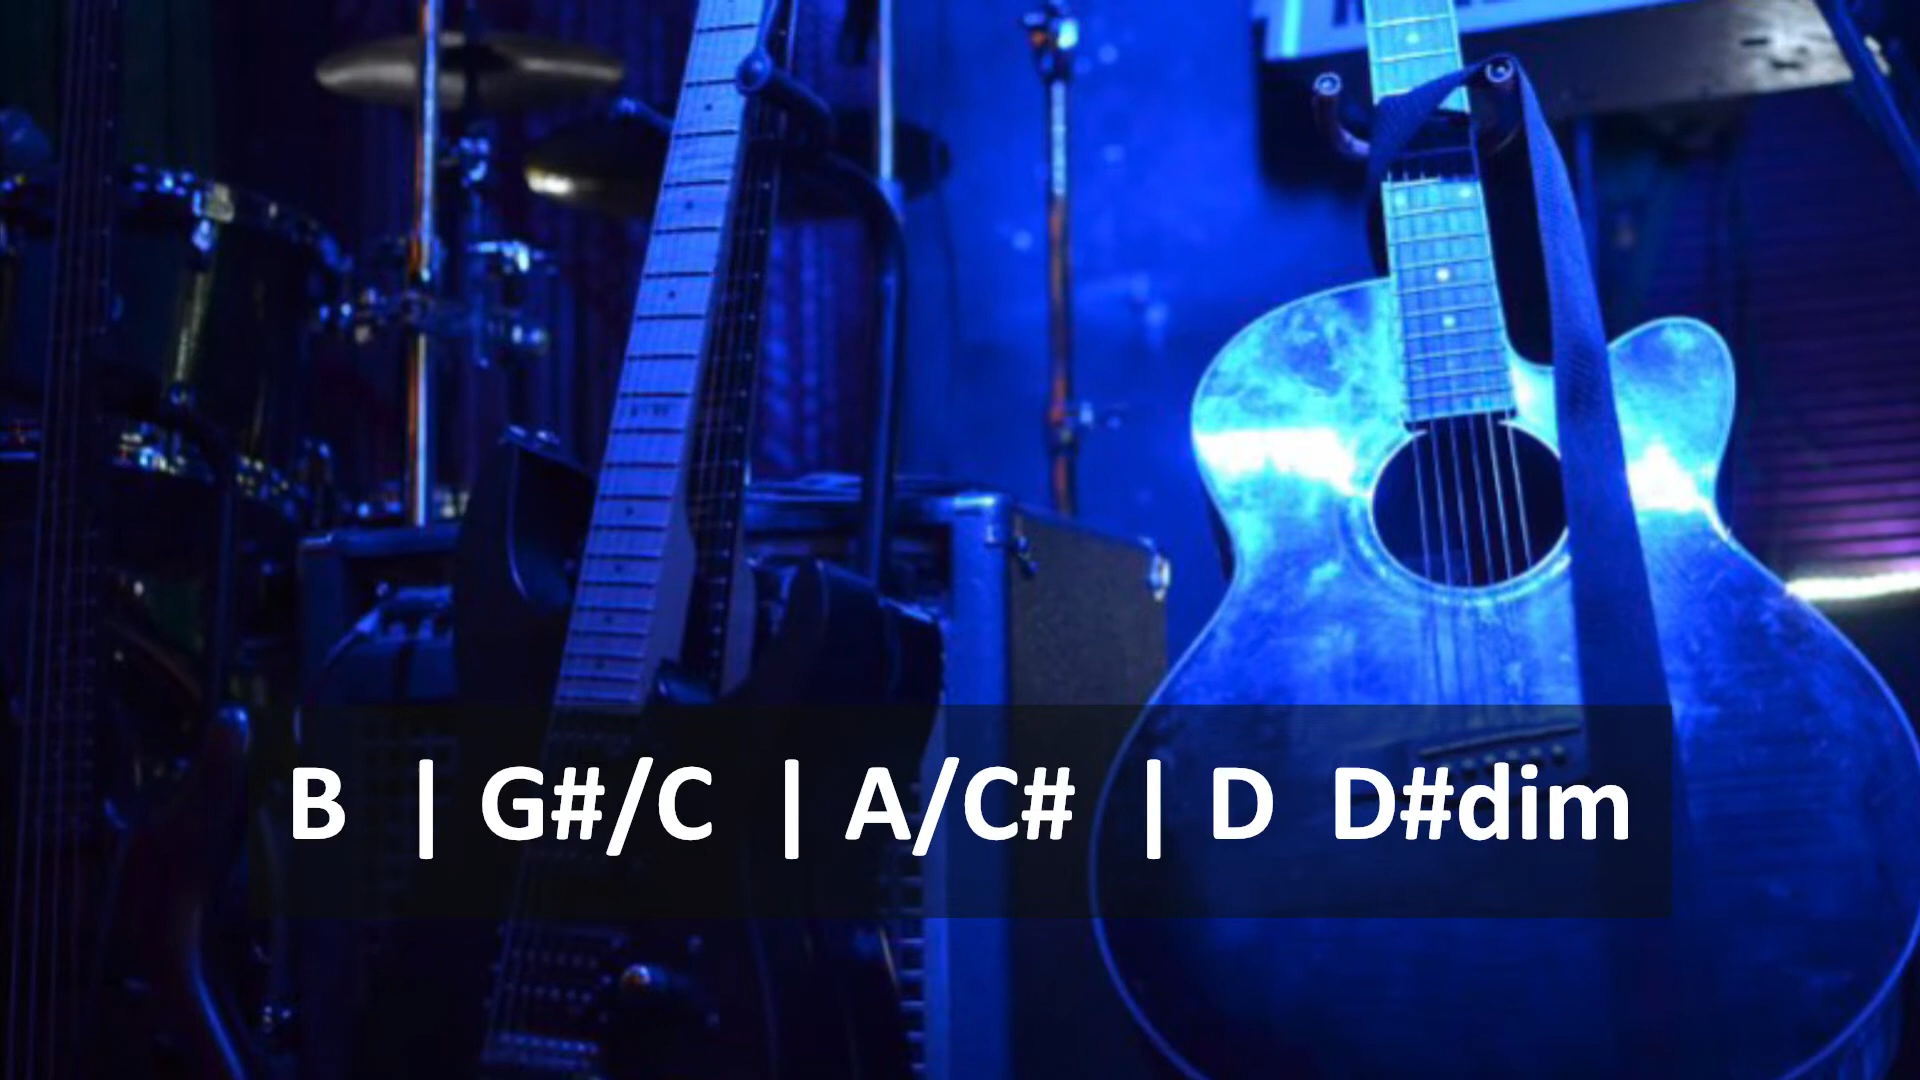 B | G#/C | A/C# | D D#dim